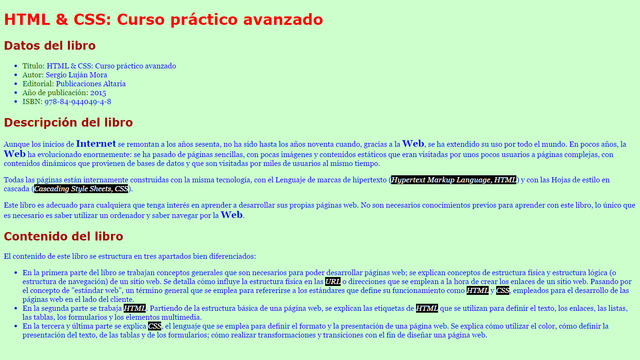 HTML & CSS: Curso práctico avanzado
Datos del libro
Título: HTML & CSS: Curso práctico avanzado
Autor: Sergio Luján Mora
Editorial: Publicaciones Altaria
Año de publicación: 2015
ISBN: 978-84-944049-4-8
Descripción del libro
Aunque los inicios de Internet se remontan a los años sesenta, no ha sido hasta los años noventa cuando, gracias a la Web, se ha extendido su uso por todo el mundo. En pocos años, la
Web ha evolucionado enormemente: se ha pasado de páginas sencillas, con pocas imágenes y contenidos estáticos que eran visitadas por unos pocos usuarios a páginas complejas, con
contenidos dinámicos que provienen de bases de datos y que son visitadas por miles de usuarios al mismo tiempo.
Todas las páginas están internamente construidas con la misma tecnología, con el Lenguaje de marcas de hipertexto (Hypertext Markup Language, HTML) y con las Hojas de estilo en
cascada (Cascading Style Sheets, CSS).
Este libro es adecuado para cualquiera que tenga interés en aprender a desarrollar sus propias páginas web. No son necesarios conocimientos previos para aprender con este libro, lo único que
es necesario es saber utilizar un ordenador y saber navegar por la Web.
Contenido del libro
El contenido de este libro se estructura en tres apartados bien diferenciados:
En la primera parte del libro se trabajan conceptos generales que son necesarios para poder desarrollar páginas web; se explican conceptos de estructura física y estructura lógica (o
estructura de navegación) de un sitio web. Se detalla cómo influye la estructura física en las URL o direcciones que se emplean a la hora de crear los enlaces de un sitio web. Pasando por
el concepto de "estándar web", un término general que se emplea para referirse a los estándares que define su funcionamiento como HTML y CSS, empleados para el desarrollo de las
páginas web en el lado del cliente.
En la segunda parte se trabaja HTML. Partiendo de la estructura básica de una página web, se explican las etiquetas de HTML que se utilizan para definir el texto, los enlaces, las listas,
las tablas, los formularios y los elementos multimedia.
En la tercera y última parte se explica CSS, el lenguaje que se emplea para definir el formato y la presentación de una página web. Se explica cómo utilizar el color, cómo definir la
presentación del texto, de las tablas y de los formularios; cómo realizar transformaciones y transiciones con el fin de diseñar una página web.